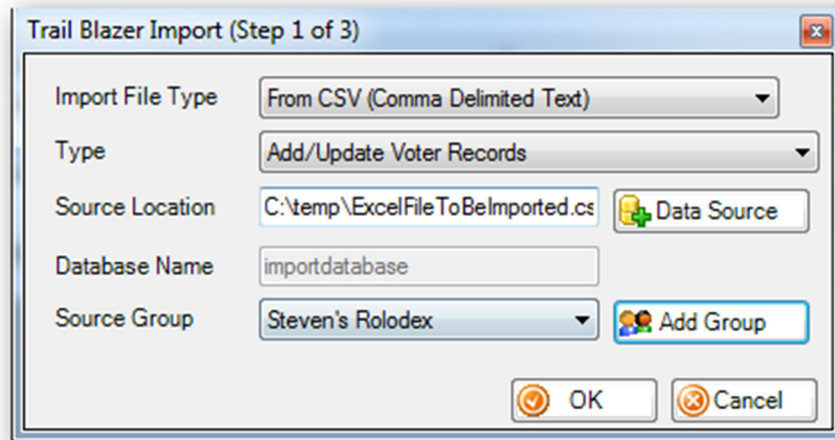 Trail Blazer Import (Step 1 of 3)
Import File Type From CSV (Comma Delimited Text)
Type Add/Update Voter Records
Source Location C:\temp\ExcelFileToBeImported.cs Data Source
Database Name importdatabase
Source Group Steven's Rolodex Add Group
OK Cancel